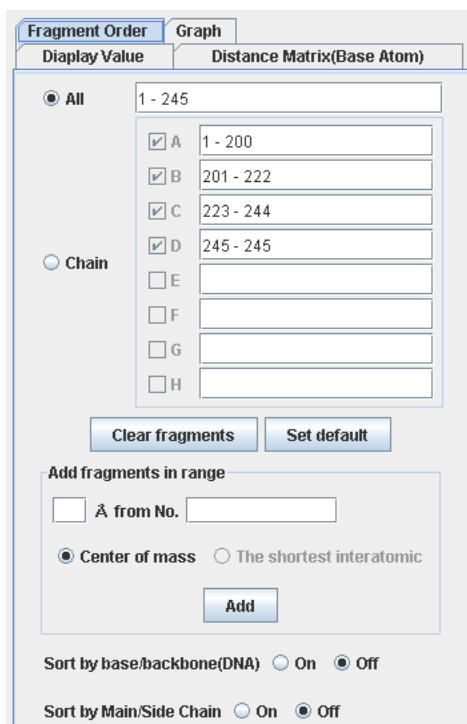 Fragment Order Graph
Diaplay Value Distance Matrix(Base Atom)
All 1 - 245
A 1 - 200
B 201 - 222
C 223 - 244
D 245 - 245
Chain
E
F
G
H
Clear fragments Set default
Add fragments in range
Å from No.
Center of mass The shortest interatomic
Add
Sort by base/backbone(DNA) On Off
Sort by Main/Side Chain On Off